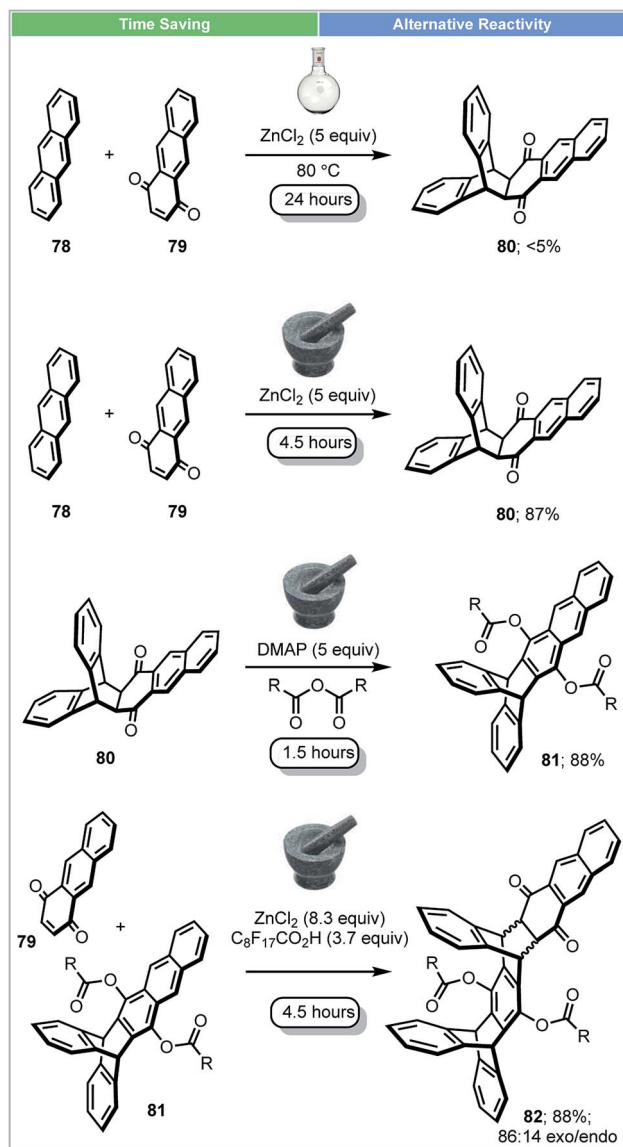 Time Saving Alternative Reactivity
ZnCl2 (5 equiv)
80 °C
24 hours
+
O
O
O
O
78 79 80; <5%
ZnCl2 (5 equiv)
4.5 hours
+
O
O
O
O
78 79 80; 87%
DMAP (5 equiv)
R O R
O O
1.5 hours
O
O
80
R
O
O
O
O
R
81; 88%
O
O
79
+
R
O
O
O
O
R
81
ZnCl2 (8.3 equiv)
C8F17CO2H (3.7 equiv)
4.5 hours
O
O
R
O
O
O
O
R
82; 88%;
86:14 exo/endo